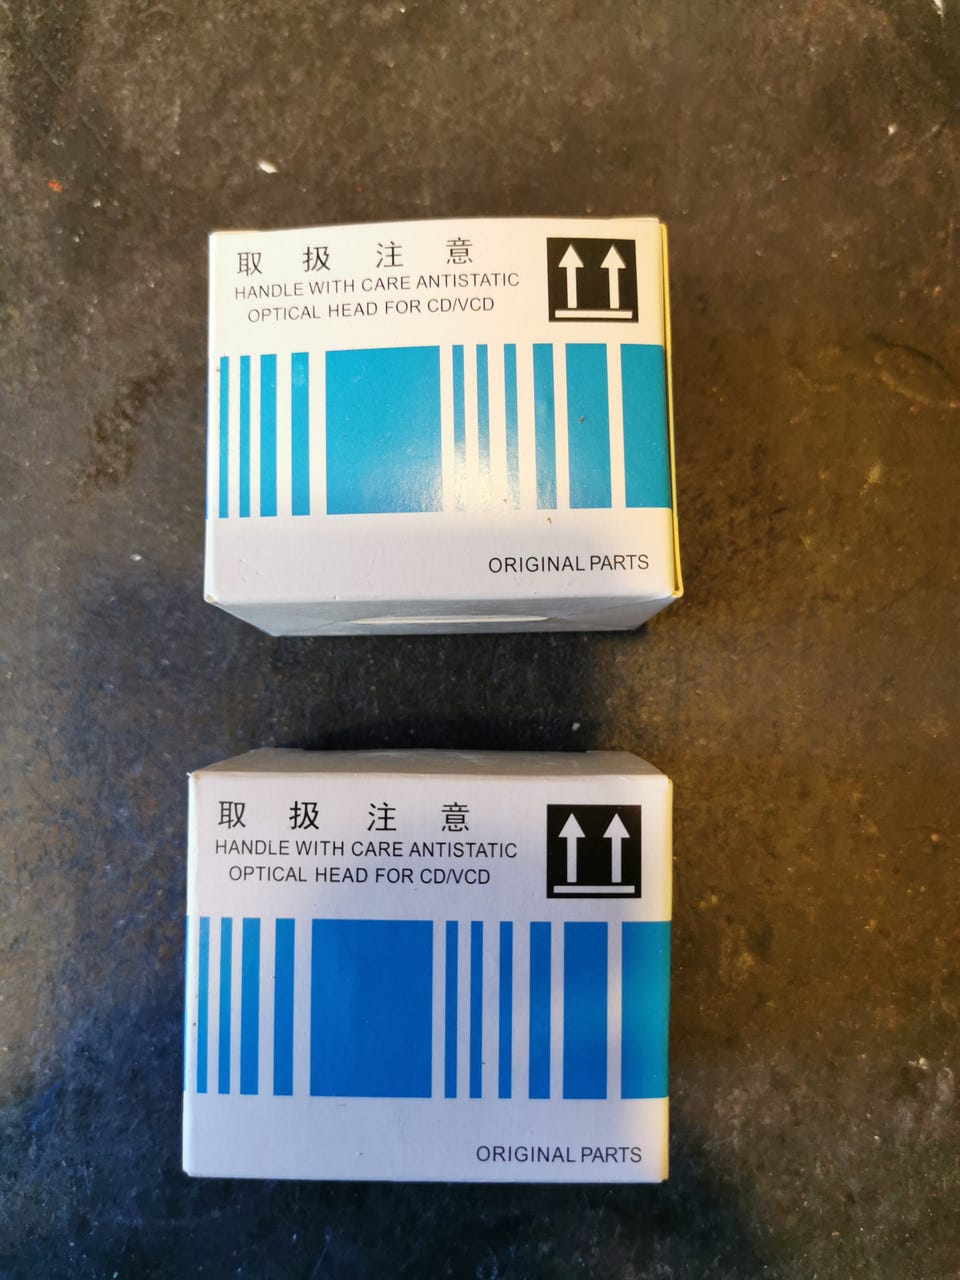 取扱注意
HANDLE WITH CARE ANTISTATIC
OPTICAL HEAD FOR CD/VCD
ORIGINAL PARTS
取扱注意
HANDLE WITH CARE ANTISTATIC
OPTICAL HEAD FOR CD/VCD
ORIGINAL PARTS